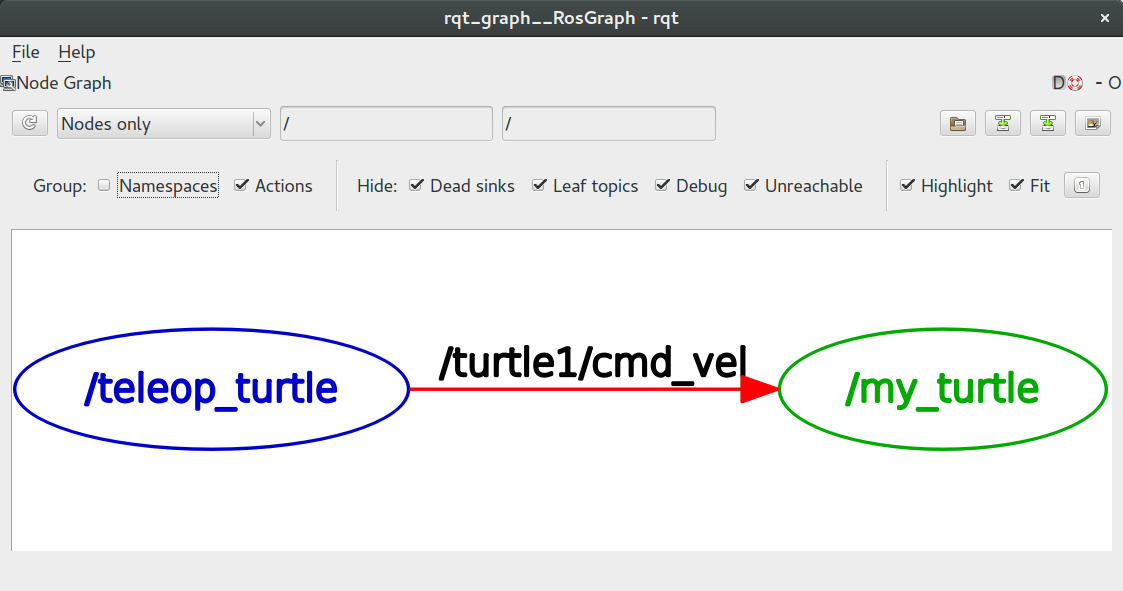 rqt_graph__RosGraph - rqt
File Help
Node Graph D - O
Nodes only / /
Group: Namespaces Actions Hide: Dead sinks Leaf topics Debug Unreachable Highlight Fit 1
/teleop_turtle /turtle1/cmd_vel /my_turtle